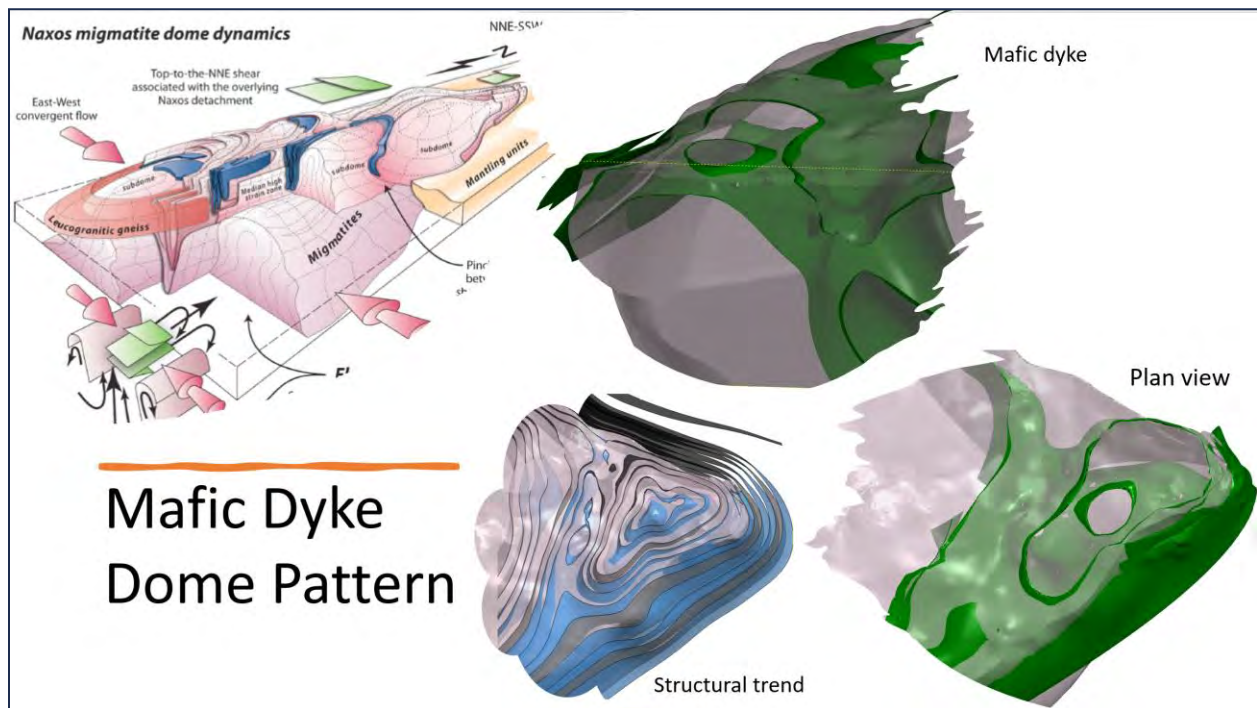 Naxos migmatite dome dynamics
NNE-SSW
Top-to-the-NNE shear
associated with the overlying
Naxos detachment
East-West
convergent flow
subdome
subdome
subdome
Median high
strain zone
Mantling units
Leucogranitic gneiss
Migmatites
Mafic dyke
Plan view
Mafic Dyke
Dome Pattern
Structural trend